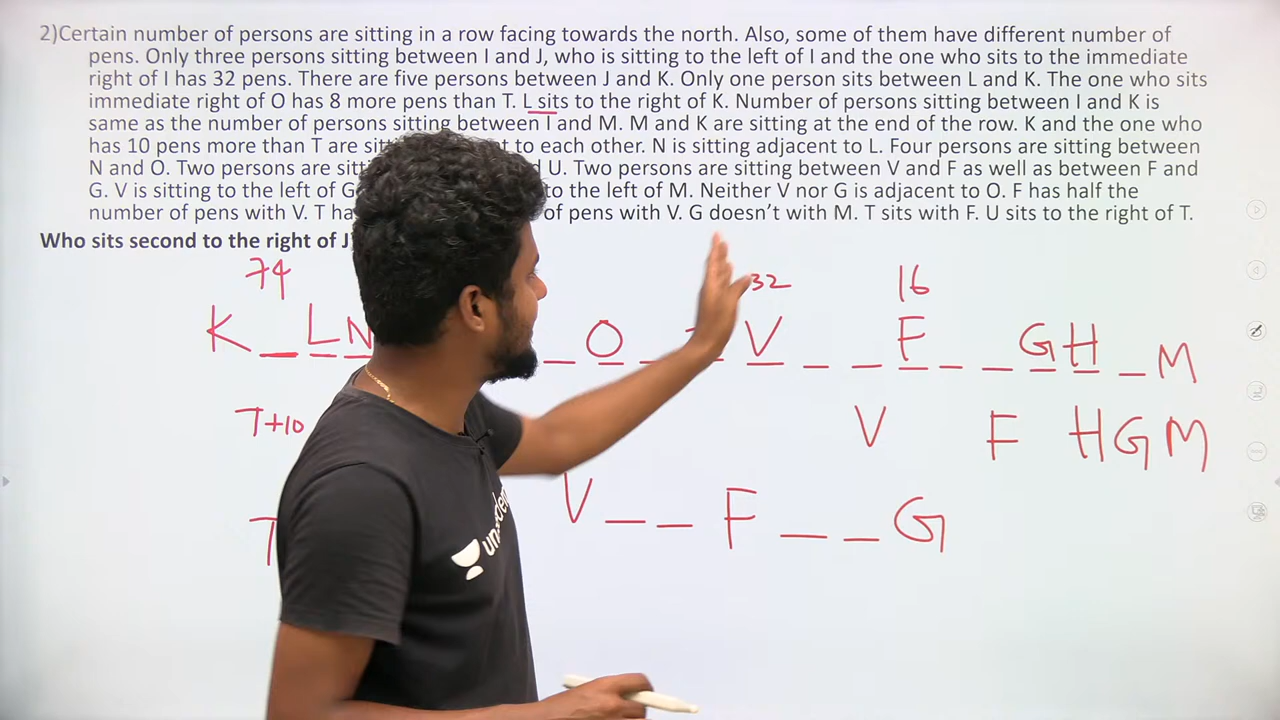 2)Certain number of persons are sitting in a row facing towards the north. Also, some of them have different number of
pens. Only three persons sitting between I and J, who is sitting to the left of I and the one who sits to the immediate
right of I has 32 pens. There are five persons between J and K. Only one person sits between L and K. The one who sits
immediate right of O has 8 more pens than T. L sits to the right of K. Number of persons sitting between I and K is
same as the number of persons sitting between I and M. M and K are sitting at the end of the row. K and the one who
has 10 pens more than T are to each other. N is sitting adjacent to L. Four persons are sitting between
N and O. Two persons are U. Two persons are sitting between V and F as well as between F and
G. V is sitting to the left of to the left of M. Neither V nor G is adjacent to O. F has half the
number of pens with V. T of pens with V. G doesn't with M. T sits with F. U sits to the right of T.
Who sits second to the right of J
74 32 16
K _ L N _ O _ V _ _ F _ _ G H _ M
T+10 V F H G M
V _ _ F _ _ G
T